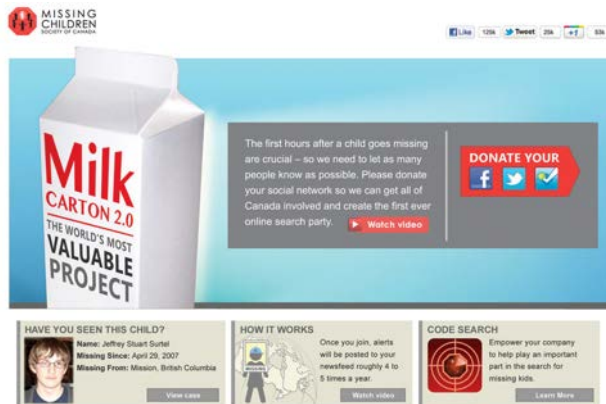 MISSING
CHILDREN
SOCIETY OF CANADA
Like 125k Tweet 25k +1 53k
Milk
CARTON 2.0
THE WORLD'S MOST
VALUABLE
PROJECT
The first hours after a child goes missing
are crucial – so we need to let as many
people know as possible. Please donate
your social network so we can get all of
Canada involved and create the first ever
online search party. Watch video
DONATE YOUR
HAVE YOU SEEN THIS CHILD?
Name: Jeffrey Stuart Surtel
Missing Since: April 29, 2007
Missing From: Mission, British Columbia
View case
HOW IT WORKS
MISSING
Once you join, alerts
will be posted to your
newsfeed roughly 4 to
5 times a year.
Watch video
CODE SEARCH
Empower your company
to help play an important
part in the search for
missing kids.
Learn More